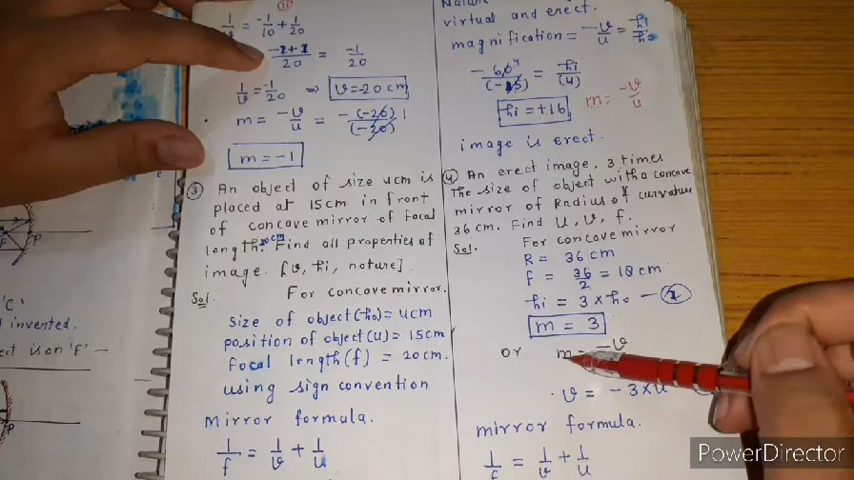 11
1/v = -1/10 + 1/20
-2+1/20 = -1/20
1/v = -1/20 ⇒ v = -20 cm
m = -v/u = -(-20)/(-20) 1
m = -1
③ An object of size 4cm is
placed at 15cm in front
of concave mirror of focal
length 20cm. Find all properties of
image. [v, hi, nature]
Sol. For concave mirror.
Size of object (ho) = 4cm
position of object (u) = 15cm
focal length (f) = 20cm.
using sign convention
Mirror formula.
1/f = 1/v + 1/u
virtual and erect.
magnification = -v/u = hi/ho
hi/(4)
hi = +16
m = -v/u
image is erect.
④ An erect image, 3 times
the size of object with a concave
mirror of Radius of curvature
36 cm. Find U, V, f.
Sol. For concave mirror
R = 36 cm
f = 36/2 = 18 cm
hi = 3 × ho
m = 3
or m = -v
v = -3×u
mirror formula.
1/f = 1/v + 1/u
'C'
d invented.
ect is on 'F' -
P
F
P
PowerDirector